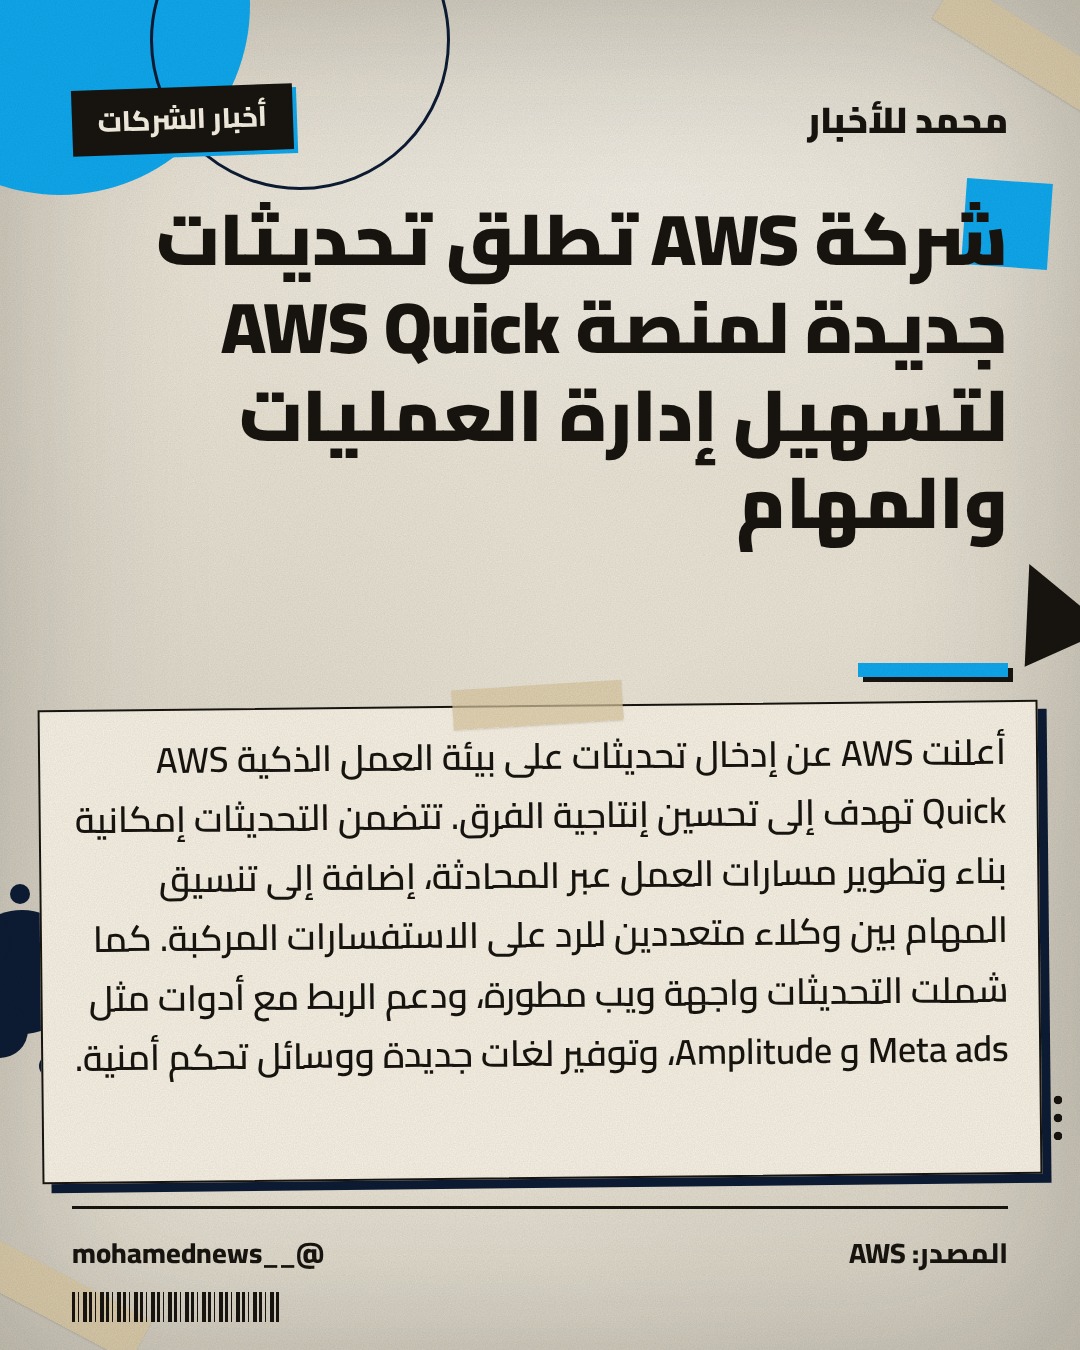 محمد للأخبار
أخبار الشركات
شركة AWS تطلق تحديثات
جديدة لمنصة AWS Quick
لتسهيل إدارة العمليات
والمهام
أعلنت AWS عن إدخال تحديثات على بيئة العمل الذكية AWS
Quick تهدف إلى تحسين إنتاجية الفرق. تتضمن التحديثات إمكانية
بناء وتطوير مسارات العمل عبر المحادثة، إضافة إلى تنسيق
المهام بين وكلاء متعددين للرد على الاستفسارات المركبة. كما
شملت التحديثات واجهة ويب مطورة، ودعم الربط مع أدوات مثل
Meta ads و Amplitude، وتوفير لغات جديدة ووسائل تحكم أمنية.
المصدر: AWS
mohamednews__@